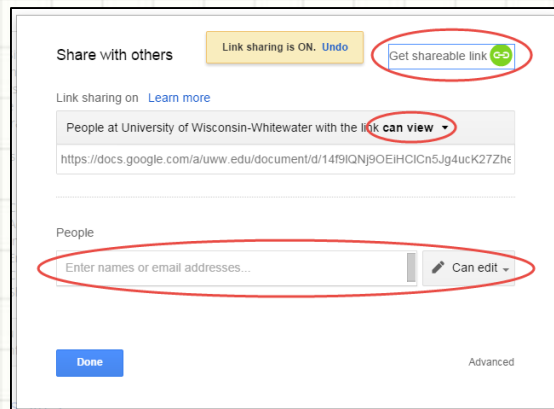 Share with others
Link sharing is ON. Undo
Get shareable link
Link sharing on Learn more
People at University of Wisconsin-Whitewater with the link can view
https://docs.google.com/a/uww.edu/document/d/14f9lQNj9OEiHClCn5Jg4ucK27Zhe
People
Enter names or email addresses...
Can edit
Done
Advanced